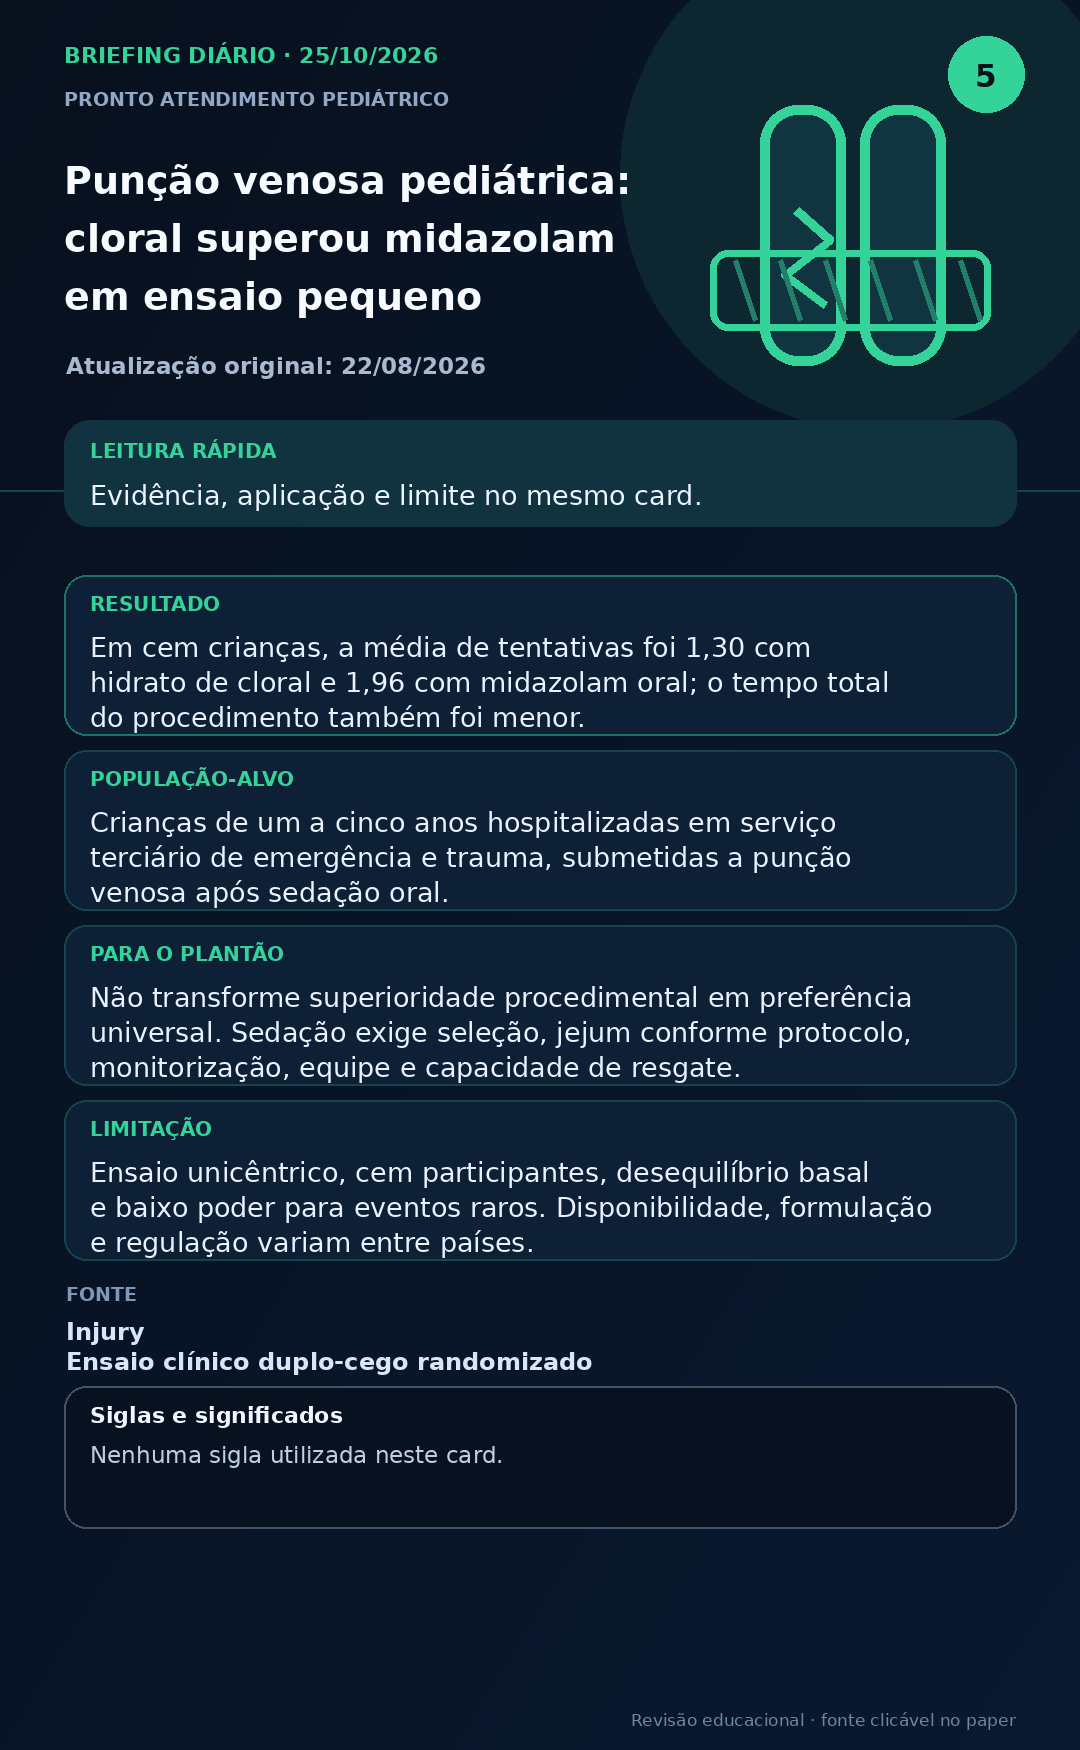 BRIEFING DIÁRIO · 25/10/2026
5
PRONTO ATENDIMENTO PEDIÁTRICO
Punção venosa pediátrica:
cloral superou midazolam
em ensaio pequeno
Atualização original: 22/08/2026
LEITURA RÁPIDA
Evidência, aplicação e limite no mesmo card.
RESULTADO
Em cem crianças, a média de tentativas foi 1,30 com
hidrato de cloral e 1,96 com midazolam oral; o tempo total
do procedimento também foi menor.
POPULAÇÃO-ALVO
Crianças de um a cinco anos hospitalizadas em serviço
terciário de emergência e trauma, submetidas a punção
venosa após sedação oral.
PARA O PLANTÃO
Não transforme superioridade procedimental em preferência
universal. Sedação exige seleção, jejum conforme protocolo,
monitorização, equipe e capacidade de resgate.
LIMITAÇÃO
Ensaio unicêntrico, cem participantes, desequilíbrio basal
e baixo poder para eventos raros. Disponibilidade, formulação
e regulação variam entre países.
FONTE
Injury
Ensaio clínico duplo-cego randomizado
Siglas e significados
Nenhuma sigla utilizada neste card.
Revisão educacional · fonte clicável no paper